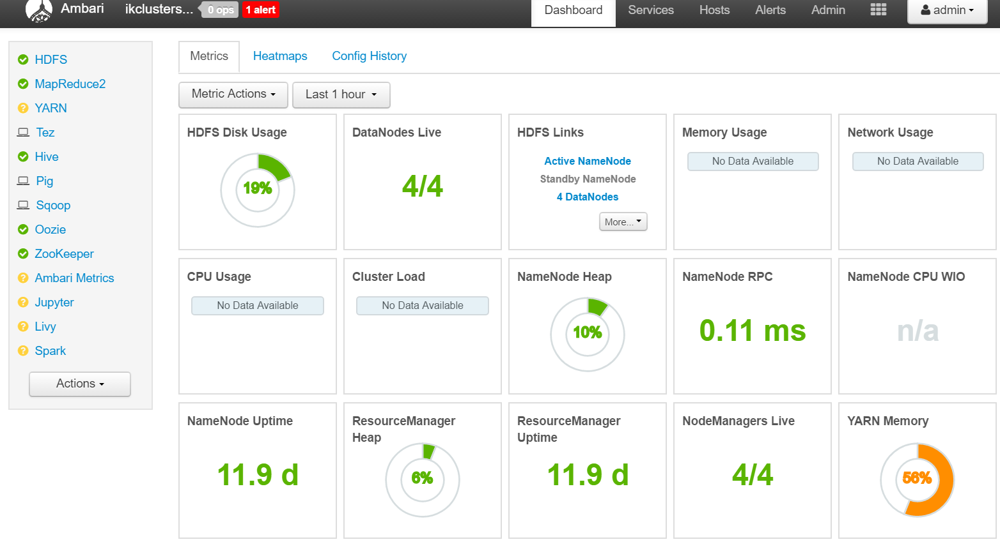 Ambari ikclusters... 0 ops 1 alert Dashboard Services Hosts Alerts Admin admin
HDFS
MapReduce2
YARN
Tez
Hive
Pig
Sqoop
Oozie
ZooKeeper
Ambari Metrics
Jupyter
Livy
Spark
Actions
Metrics Heatmaps Config History
Metric Actions Last 1 hour
HDFS Disk Usage
19%
DataNodes Live
4/4
HDFS Links
Active NameNode
Standby NameNode
4 DataNodes
More...
Memory Usage
No Data Available
Network Usage
No Data Available
CPU Usage
No Data Available
Cluster Load
No Data Available
NameNode Heap
10%
NameNode RPC
0.11 ms
NameNode CPU WIO
n/a
NameNode Uptime
11.9 d
ResourceManager
Heap
6%
ResourceManager
Uptime
11.9 d
NodeManagers Live
4/4
YARN Memory
56%